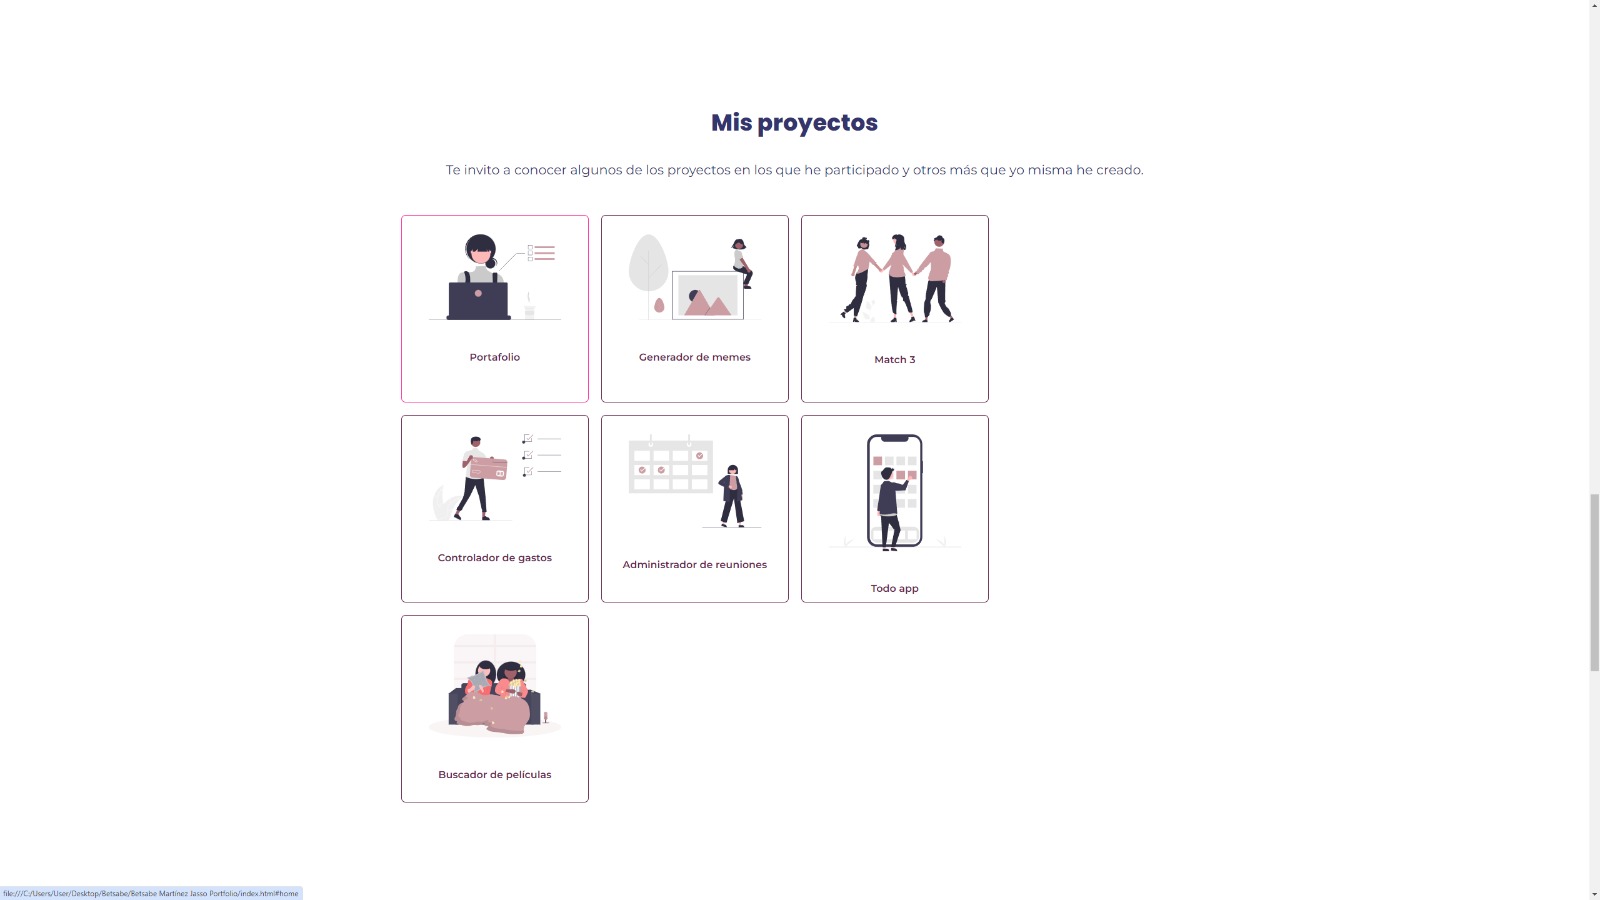 Mis proyectos
Te invito a conocer algunos de los proyectos en los que he participado y otros más que yo misma he creado.
Portafolio
Generador de memes
Match 3
Controlador de gastos
Administrador de reuniones
Todo app
Buscador de películas
file:///C:/Users/User/Desktop/Betsabe/Betsabe Martínez Jasso Portfolio/index.html#home